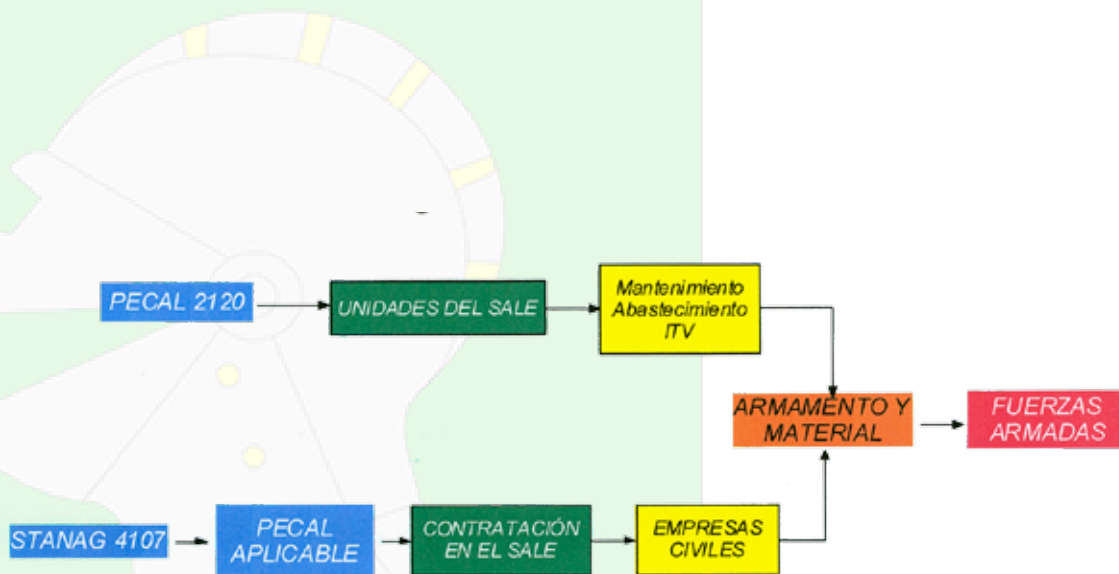 PECAL 2120
UNIDADES DEL SALE
Mantenimiento
Abastecimiento
ITV
ARMAMENTO Y
MATERIAL
FUERZAS
ARMADAS
STANAG 4107
PECAL
APLICABLE
CONTRATACIÓN
EN EL SALE
EMPRESAS
CIVILES